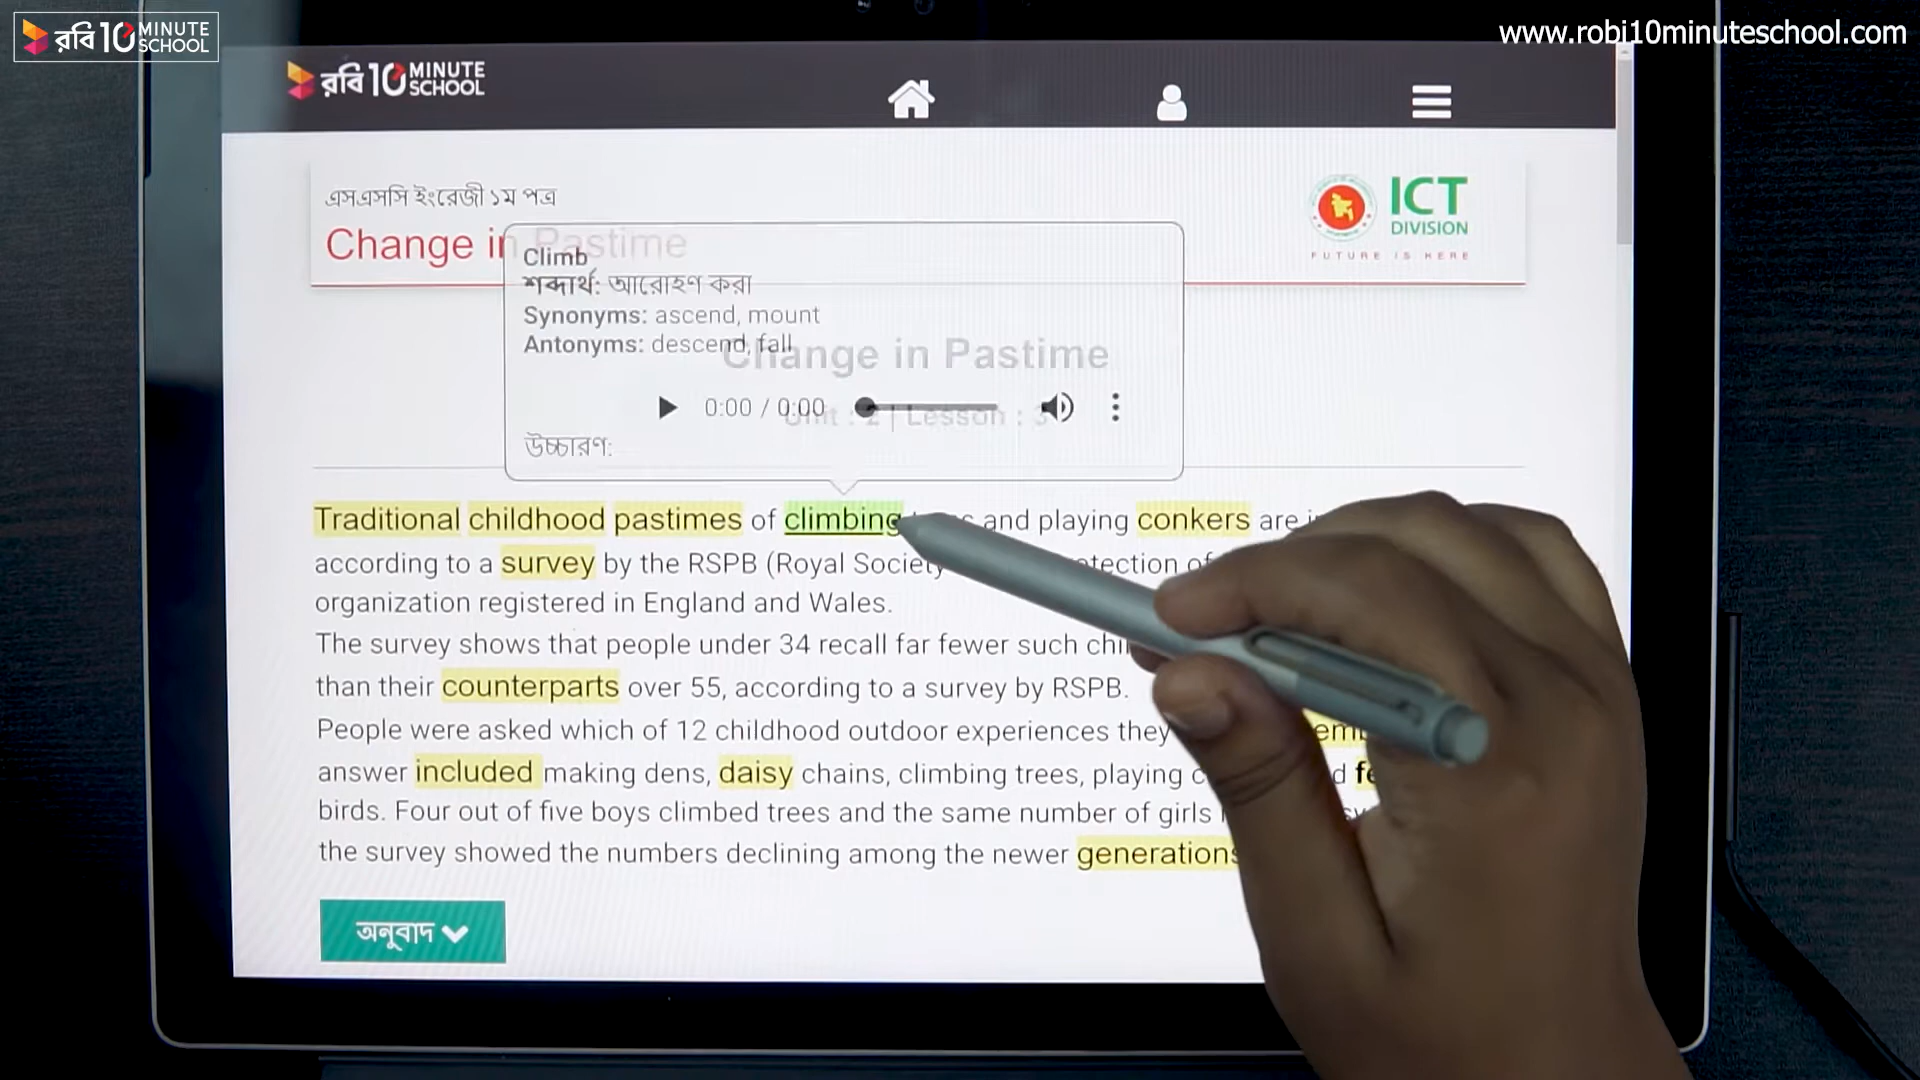 রবি 10 MINUTE SCHOOL
www.robi10minuteschool.com
রবি 10 MINUTE SCHOOL
এসএসসি ইংরেজী ১ম পত্র
Change in Pastime
ICT
DIVISION
FUTURE IS HERE
Climb
শব্দার্থ: আরোহণ করা
Synonyms: ascend, mount
Antonyms: descend, fall
Change in Pastime
0:00 / 0:00
Unit : 2 | Lesson : 3
উচ্চারণ:
Traditional childhood pastimes of climbing and playing conkers are
according to a survey by the RSPB (Royal Society
organization registered in England and Wales.
The survey shows that people under 34 recall far fewer such
than their counterparts over 55, according to a survey by RSPB.
People were asked which of 12 childhood outdoor experiences they
answer included making dens, daisy chains, climbing trees, playing
birds. Four out of five boys climbed trees and the same number of girls
the survey showed the numbers declining among the newer generations
অনুবাদ